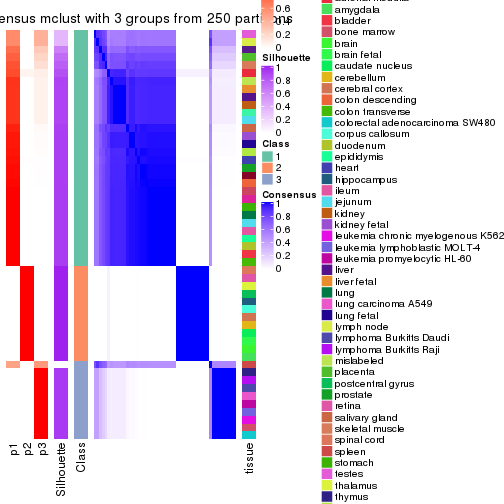 ensus mclust with 3 groups from 250 part
0.6
0.2
0
Silhouette
1
0.8
0.6
0.4
0.2
0
Class
1
2
3
Consensus
1
0.8
0.6
0.4
0.2
0
p1
p2
p3
Silhouette
Class
tissue
amygdala
bladder
bone marrow
brain
brain fetal
caudate nucleus
cerebellum
cerebral cortex
colon descending
colon transverse
colorectal adenocarcinoma SW480
corpus callosum
duodenum
epididymis
heart
hippocampus
ileum
jejunum
kidney
kidney fetal
leukemia chronic myelogenous K562
leukemia lymphoblastic MOLT-4
leukemia promyelocytic HL-60
liver
liver fetal
lung
lung carcinoma A549
lung fetal
lymph node
lymphoma Burkitts Daudi
lymphoma Burkitts Raji
mislabeled
placenta
postcentral gyrus
prostate
retina
salivary gland
skeletal muscle
spinal cord
spleen
stomach
testes
thalamus
thymus